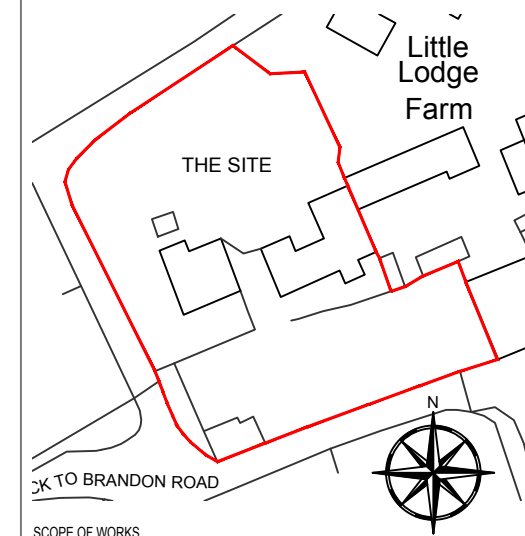 Little
Lodge
Farm
THE SITE
N
TO BRANDON ROAD
SCOPE OF WORKS